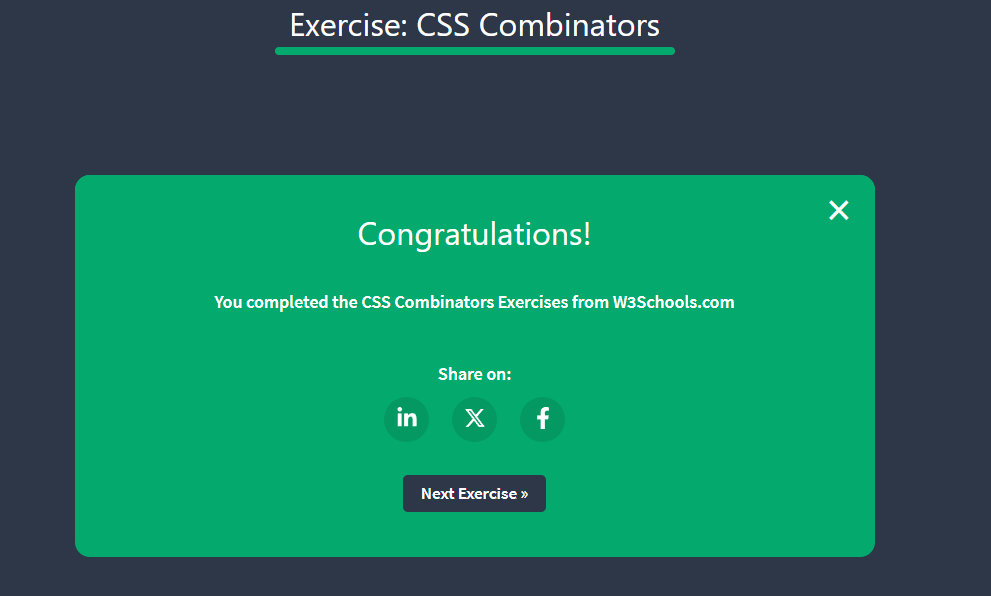 Exercise: CSS Combinators
Congratulations!
You completed the CSS Combinators Exercises from W3Schools.com
Share on:
in X f
Next Exercise »